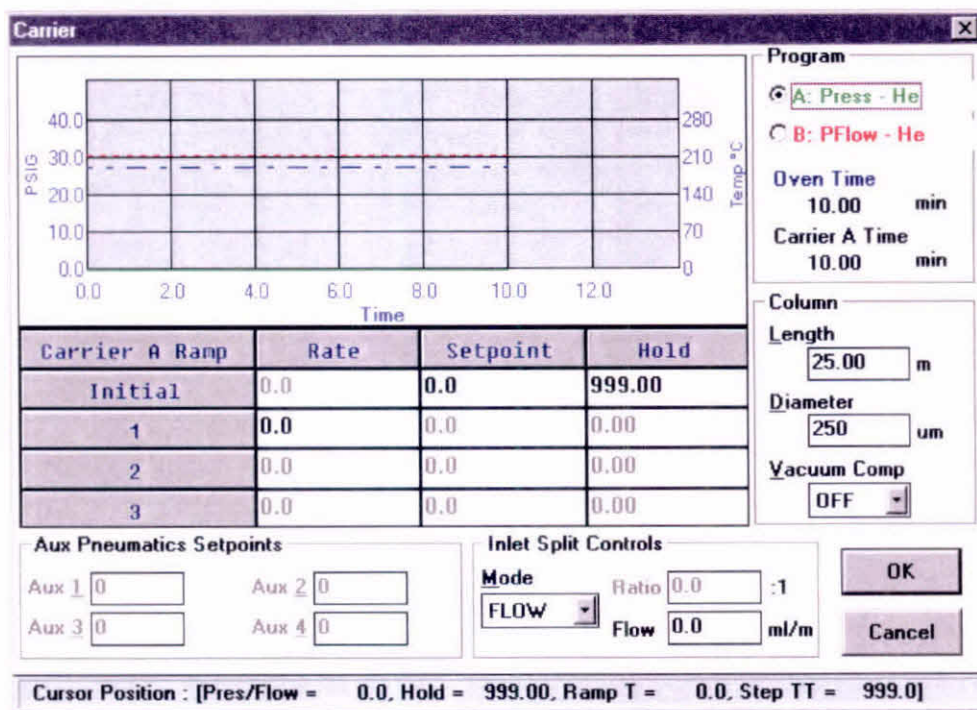 Carrier
40.0
30.0
20.0
10.0
0.0
PSIG
280
210
140
70
0
Temp °C
0.0 2.0 4.0 6.0 8.0 10.0 12.0
Time
Program
A: Press - He
B: PFlow - He
Oven Time
10.00 min
Carrier A Time
10.00 min
Column
Length
25.00 m
Diameter
250 um
Vacuum Comp
OFF
Carrier A Ramp Rate Setpoint Hold
Initial 0.0 0.0 999.00
1 0.0 0.0 0.00
2 0.0 0.0 0.00
3 0.0 0.0 0.00
Aux Pneumatics Setpoints
Aux 1 0 Aux 2 0
Aux 3 0 Aux 4 0
Inlet Split Controls
Mode
FLOW
Ratio 0.0 :1
Flow 0.0 ml/m
OK
Cancel
Cursor Position : [Pres/Flow = 0.0, Hold = 999.00, Ramp T = 0.0, Step TT = 999.0]